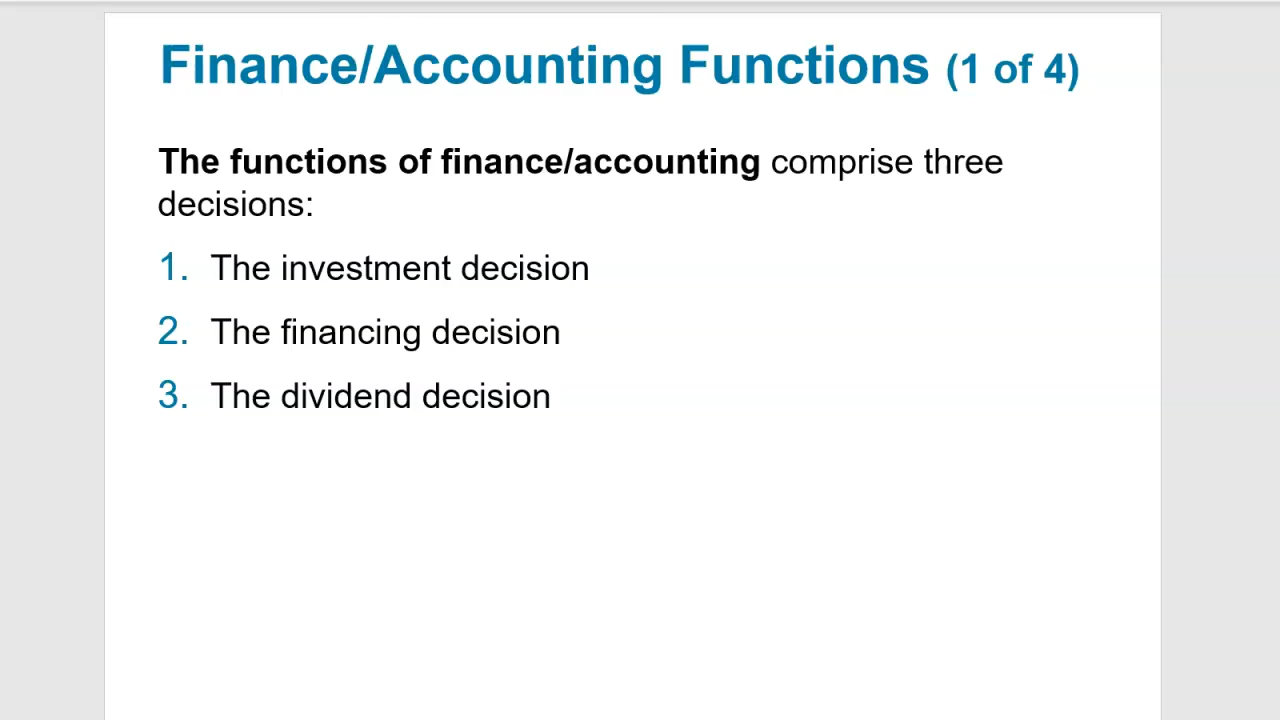 Finance/Accounting Functions (1 of 4)
The functions of finance/accounting comprise three
decisions:
1. The investment decision
2. The financing decision
3. The dividend decision